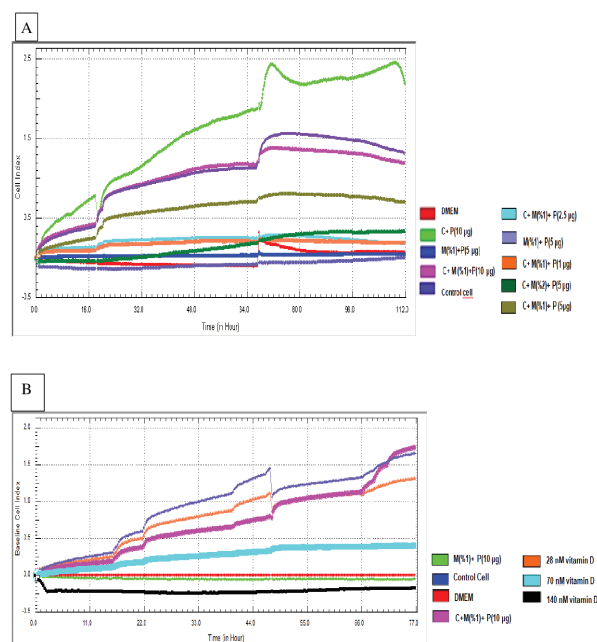 A
2.5
1.5
0.5
-0.5
Cell Index
0.0
16.0
32.0
48.0
64.0
80.0
96.0
112.0
Time (in Hour)
DMEM
C+ P(10 µg)
M(%1)+P(5 µg)
C+ M(%1)+P(10 µg)
Control cell
C+ M(%1)+ P(2.5 µg)
M(%1)+ P(5 µg)
C+ M(%1)+ P(1 µg)
C+ M(%2)+ P(5 µg)
C+ M(%1)+ P(5µg)
B
2.0
1.5
1.0
0.5
0.0
-0.5
Baseline Cell Index
0.0
11.0
22.0
33.0
44.0
55.0
66.0
77.0
Time (in Hour)
M(%1)+ P(10 µg)
Control Cell
DMEM
C+M(%1)+ P(10 µg)
28 nM vitamin D
70 nM vitamin D
140 nM vitamin D